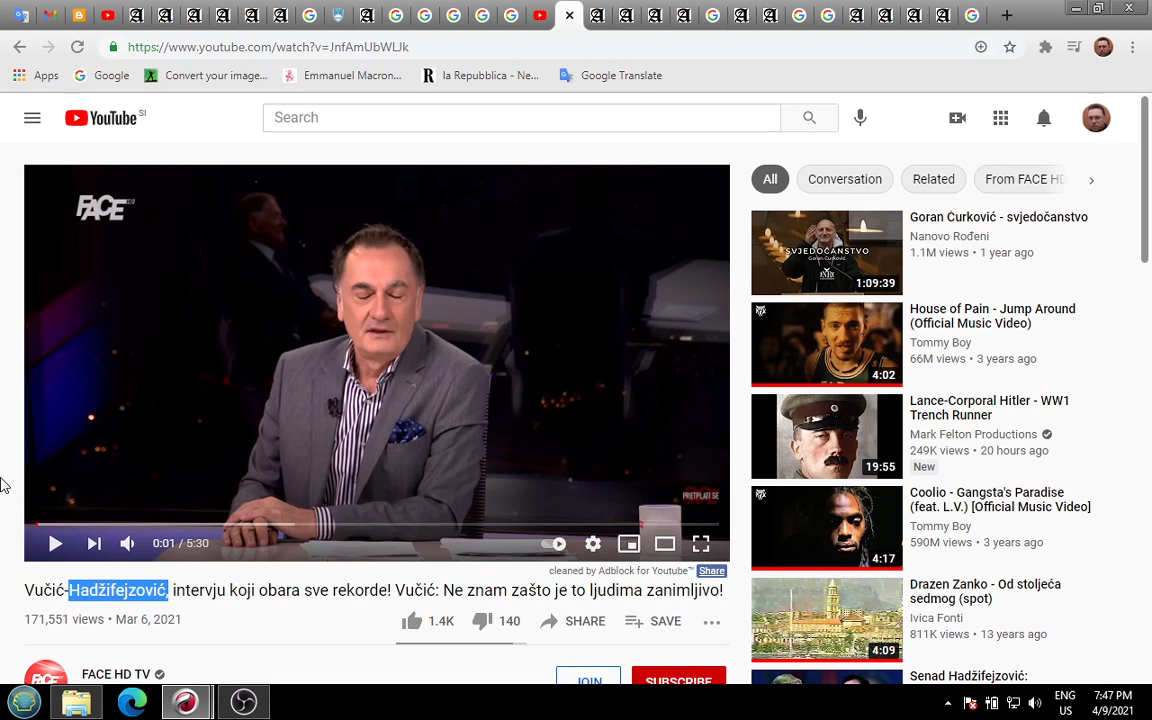 https://www.youtube.com/watch?v=JnfAmUbWLJk
Apps
Google
Convert your image...
Emmanuel Macron...
la Repubblica - Ne...
Google Translate
YouTube SI
Search
FACE HD
PRETPLATI SE
0:01 / 5:30
cleaned by Adblock for Youtube™ Share
Vučić-Hadžifejzović, intervju koji obara sve rekorde! Vučić: Ne znam zašto je to ljudima zanimljivo!
171,551 views • Mar 6, 2021
1.4K
140
SHARE
SAVE
FACE HD TV
JOIN
SUBSCRIBE
All
Conversation
Related
From FACE HD
SVJEDOČANSTVO
GORAN ĆURKOVIĆ
1:09:39
Goran Ćurković - svjedočanstvo
Nanovo Rođeni
1.1M views • 1 year ago
4:02
House of Pain - Jump Around
(Official Music Video)
Tommy Boy
66M views • 3 years ago
19:55
Lance-Corporal Hitler - WW1
Trench Runner
Mark Felton Productions
249K views • 20 hours ago
New
4:17
Coolio - Gangsta's Paradise
(feat. L.V.) [Official Music Video]
Tommy Boy
590M views • 3 years ago
4:09
Drazen Zanko - Od stoljeća
sedmog (spot)
Ivica Fonti
811K views • 13 years ago
Senad Hadžifejzović:
ENG
US
7:47 PM
4/9/2021